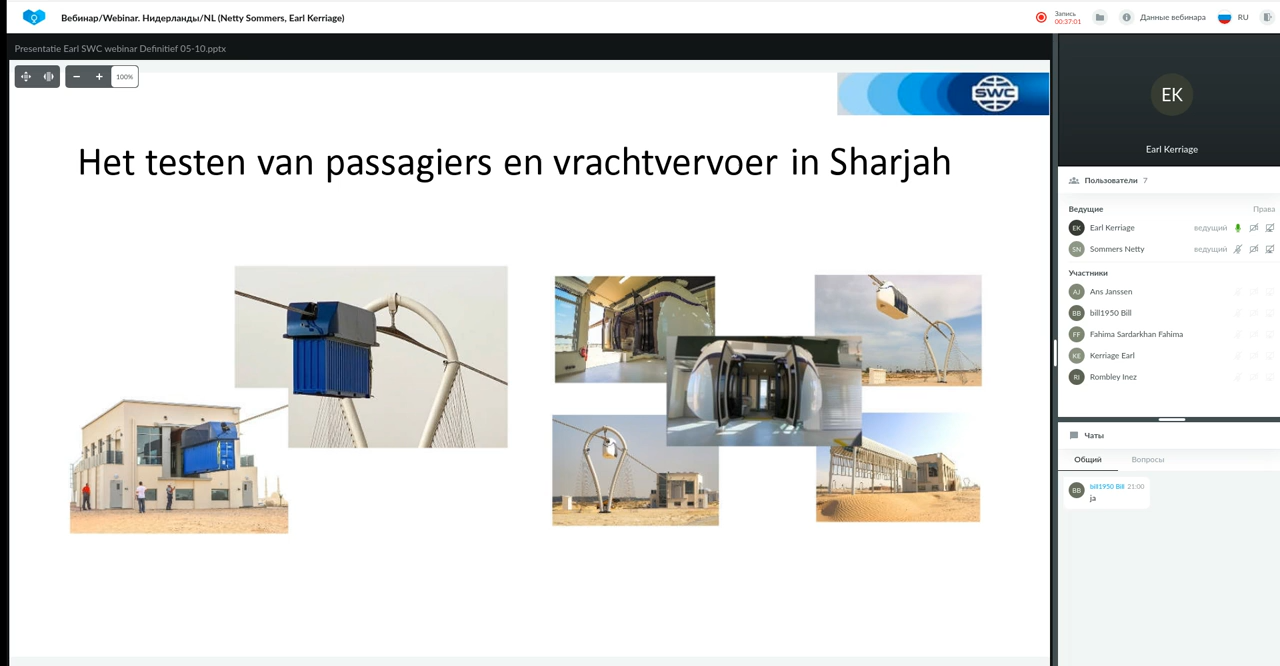 Вебинар/Webinar. Нидерланды/NL (Netty Sommers, Earl Kerriage)
Запись
00:37:01
Данные вебинара
RU
Presentatie Earl SWC webinar Definitief 05-10.pptx
100%
SWC
Het testen van passagiers en vrachtvervoer in Sharjah
EK
Earl Kerriage
Пользователи 7
Ведущие Права
EK Earl Kerriage ведущий
SN Sommers Netty ведущий
Участники
AJ Ans Janssen
BB bill1950 Bill
FF Fahima Sardarkhan Fahima
KE Kerriage Earl
RI Rombley Inez
Чаты
Общий Вопросы
BB bill1950 Bill 21:00
ja